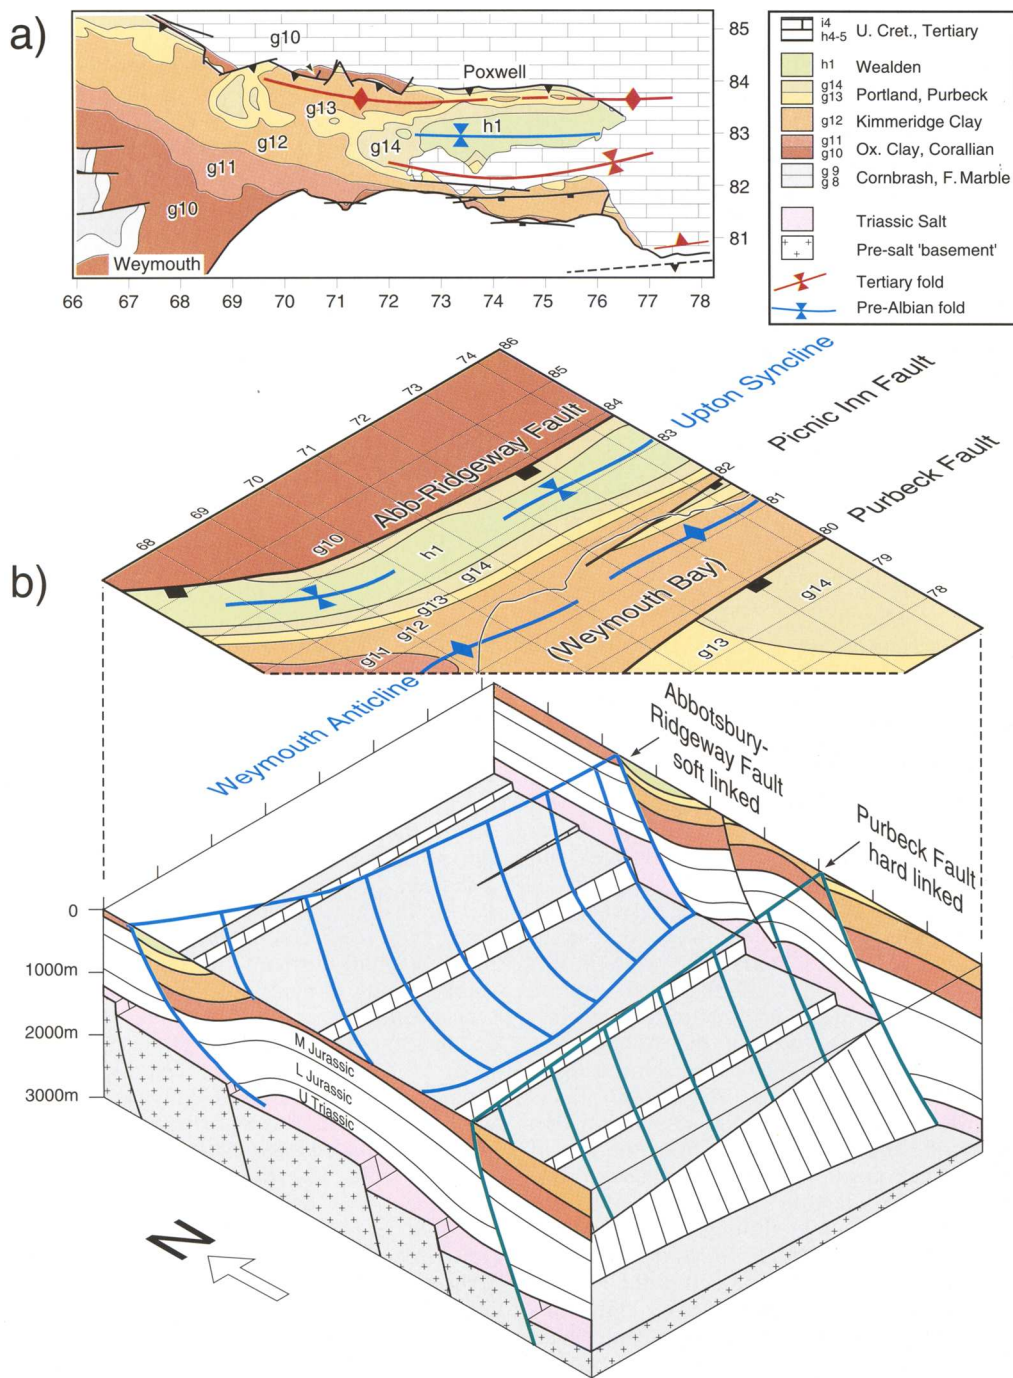 a)
g10
Poxwell
g13
h1
g12
g14
g11
g10
Weymouth
85
84
83
82
81
66 67 68 69 70 71 72 73 74 75 76 77 78
i4
h4-5 U. Cret., Tertiary
h1 Wealden
g14
g13 Portland, Purbeck
g12 Kimmeridge Clay
g11
g10 Ox. Clay, Corallian
g9
g8 Cornbrash, F. Marble
Triassic Salt
Pre-salt 'basement'
Tertiary fold
Pre-Albian fold
b)
68 69 70 71 72 73 74
86 85 84 83 82 81 80 79 78
Upton Syncline
Picnic Inn Fault
Purbeck Fault
Abb-Ridgeway Fault
g10
h1
g14
g13
g12
g11
(Weymouth Bay)
g14
g13
Weymouth Anticline
Abbotsbury-
Ridgeway Fault
soft linked
Purbeck Fault
hard linked
0
1000m
2000m
3000m
M Jurassic
L Jurassic
U Triassic
N